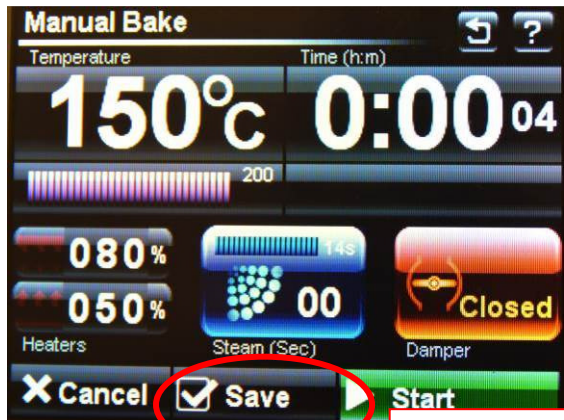 Manual Bake ?
Temperature Time (h:m)
150°C 0:00 04
200
080%
050%
14s
00
Closed
Heaters Steam (Sec) Damper
Cancel Save Start